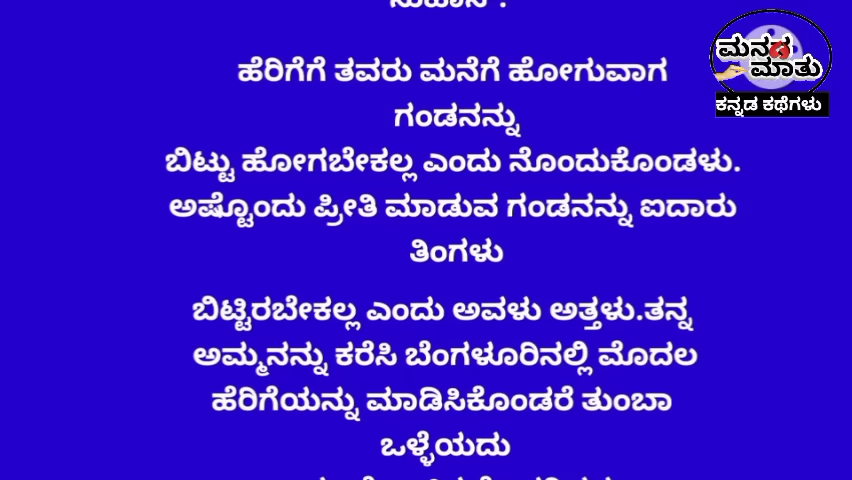 ಮನದ
ಮಾತು
ಕನ್ನಡ ಕಥೆಗಳು
ಹೆರಿಗೆಗೆ ತವರು ಮನೆಗೆ ಹೋಗುವಾಗ
ಗಂಡನನ್ನು
ಬಿಟ್ಟು ಹೋಗಬೇಕಲ್ಲ ಎಂದು ನೊಂದುಕೊಂಡಳು.
ಅಷ್ಟೊಂದು ಪ್ರೀತಿ ಮಾಡುವ ಗಂಡನನ್ನು ಐದಾರು
ತಿಂಗಳು
ಬಿಟ್ಟಿರಬೇಕಲ್ಲ ಎಂದು ಅವಳು ಅತ್ತಳು.ತನ್ನ
ಅಮ್ಮನನ್ನು ಕರೆಸಿ ಬೆಂಗಳೂರಿನಲ್ಲಿ ಮೊದಲ
ಹೆರಿಗೆಯನ್ನು ಮಾಡಿಸಿಕೊಂಡರೆ ತುಂಬಾ
ಒಳ್ಳೆಯದು